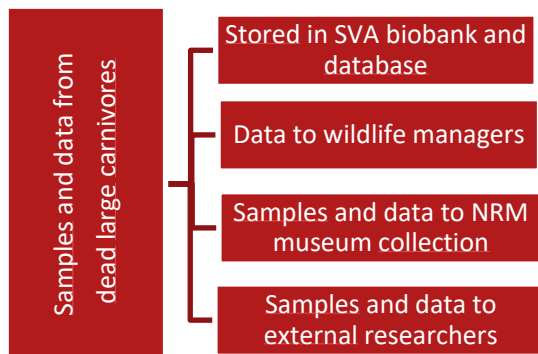 Samples and data from
dead large carnivores
Stored in SVA biobank and
database
Data to wildlife managers
Samples and data to NRM
museum collection
Samples and data to
external researchers